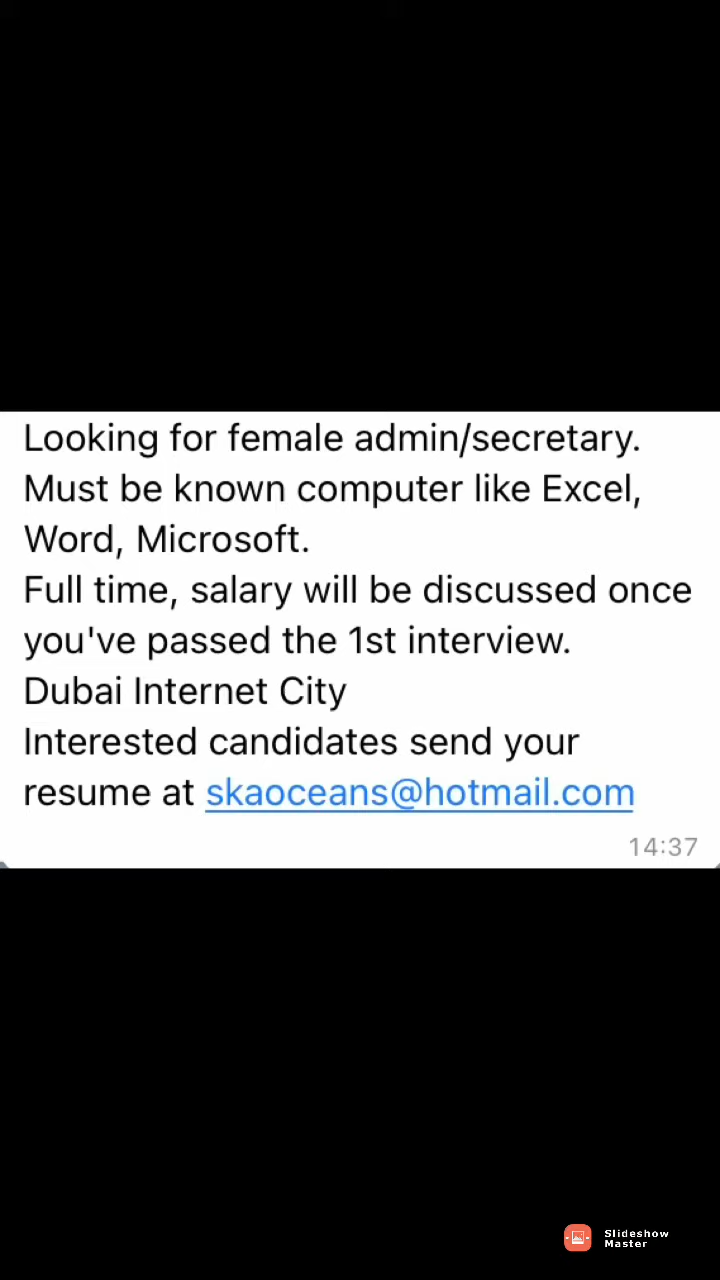 Looking for female admin/secretary.
Must be known computer like Excel,
Word, Microsoft.
Full time, salary will be discussed once
you've passed the 1st interview.
Dubai Internet City
Interested candidates send your
resume at skaoceans@hotmail.com
14:37
Slideshow
Master